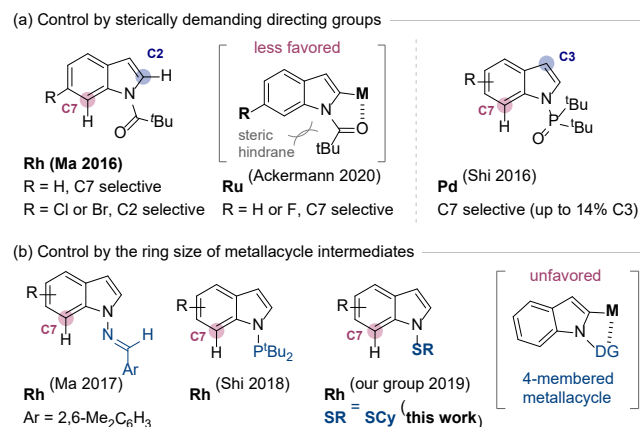 (a) Control by sterically demanding directing groups
C2
H
R
C7
N
H
O
tBu
Rh (Ma 2016)
R = H, C7 selective
R = Cl or Br, C2 selective
less favored
M
R
N
O
steric
hindrane
tBu
Ru (Ackermann 2020)
R = H or F, C7 selective
C3
R
C7
N
H
P
tBu
O
tBu
Pd (Shi 2016)
C7 selective (up to 14% C3)
(b) Control by the ring size of metallacycle intermediates
R
C7
N
H
N
H
Ar
Rh (Ma 2017)
Ar = 2,6-Me2C6H3
R
C7
N
H
PtBu2
Rh (Shi 2018)
R
C7
N
H
SR
Rh (our group 2019)
SR = SCy (this work)
unfavored
M
N
DG
4-membered
metallacycle